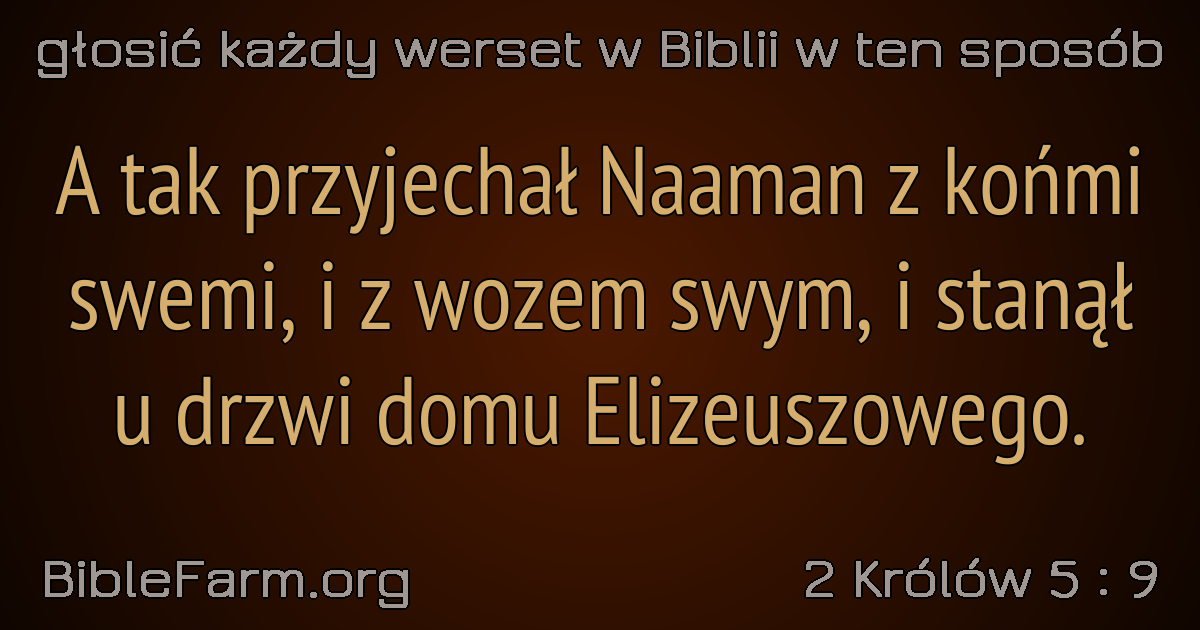 głosić każdy werset w Biblii w ten sposób
A tak przyjechał Naaman z końmi
swemi, i z wozem swym, i stanął
u drzwi domu Elizeuszowego.
BibleFarm.org
2 Królów 5 : 9